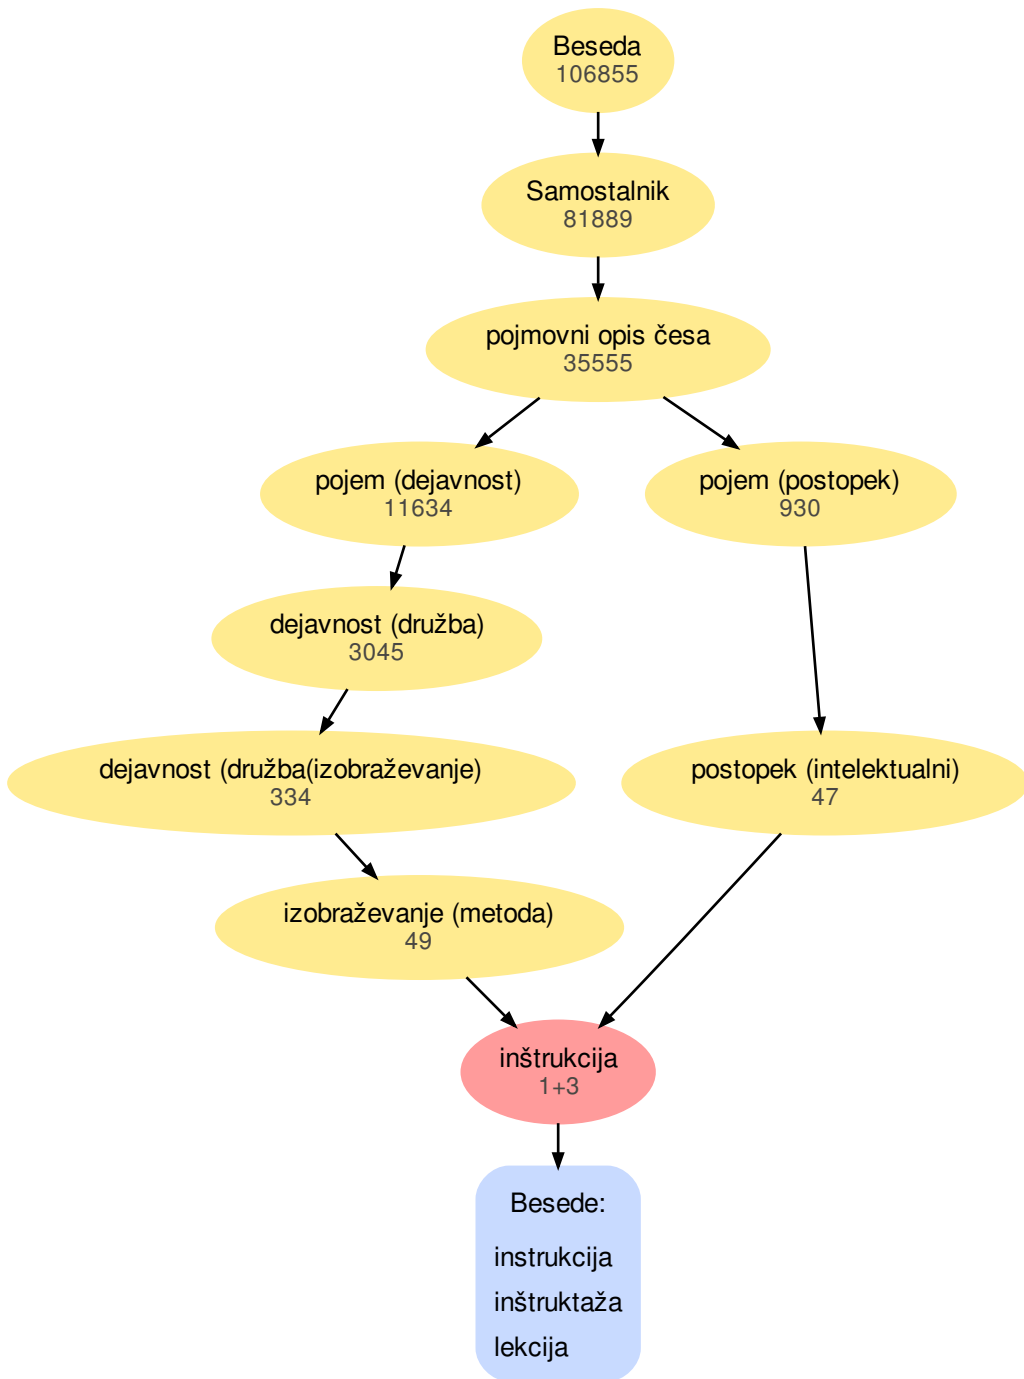 Beseda
106855
Samostalnik
81889
pojmovni opis česa
35555
pojem (dejavnost)
11634
pojem (postopek)
930
dejavnost (družba)
3045
dejavnost (družba(izobraževanje)
334
postopek (intelektualni)
47
izobraževanje (metoda)
49
inštrukcija
1+3
Besede:
instrukcija
inštruktaža
lekcija